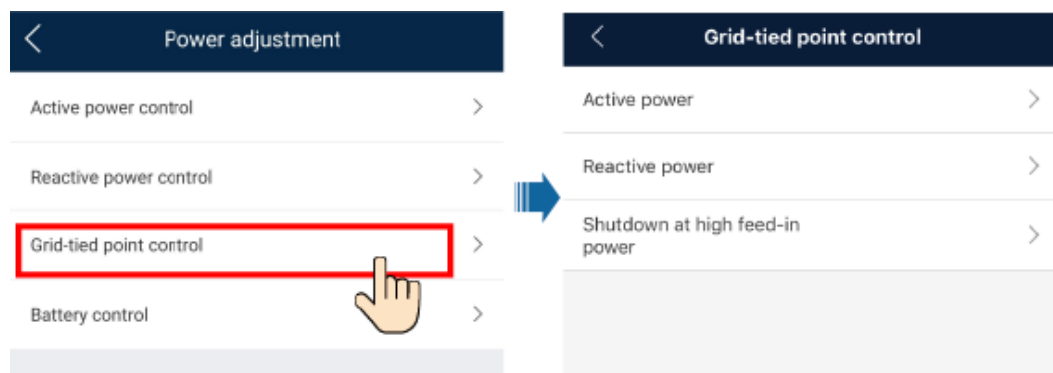 Power adjustment
Active power control
Reactive power control
Grid-tied point control
Battery control
Grid-tied point control
Active power
Reactive power
Shutdown at high feed-in
power